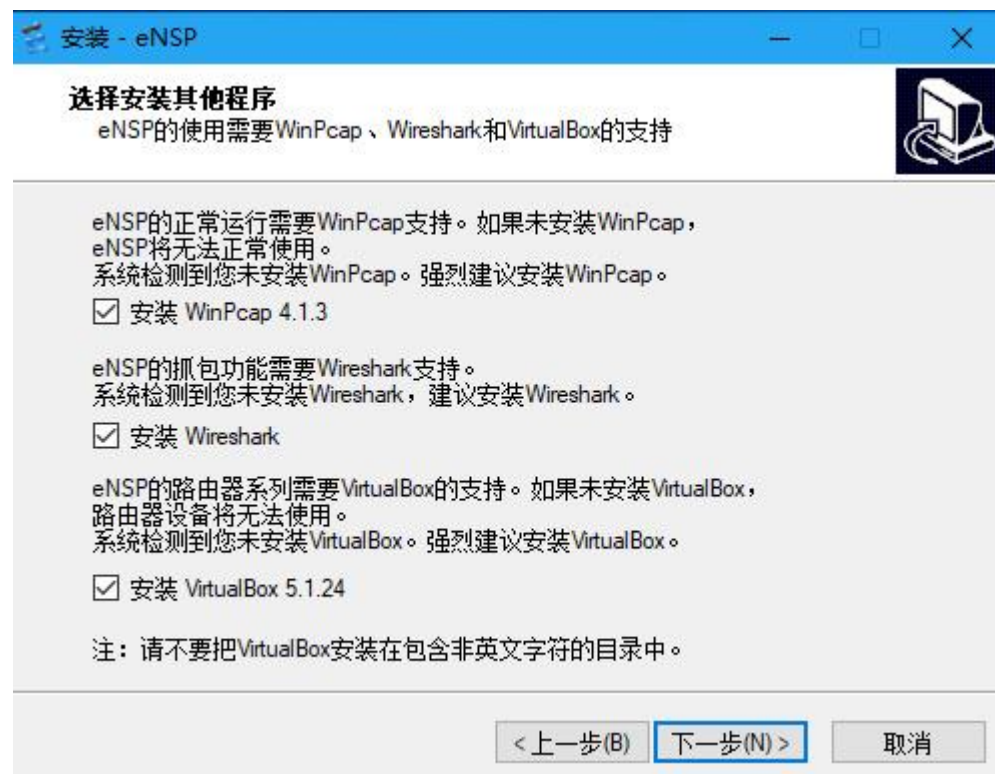 安装 - eNSP
选择安装其他程序
eNSP的使用需要WinPcap、Wireshark和VirtualBox的支持
eNSP的正常运行需要WinPcap支持。如果未安装WinPcap，
eNSP将无法正常使用。
系统检测到您未安装WinPcap。强烈建议安装WinPcap。
安装 WinPcap 4.1.3
eNSP的抓包功能需要Wireshark支持。
系统检测到您未安装Wireshark，建议安装Wireshark。
安装 Wireshark
eNSP的路由器系列需要VirtualBox的支持。如果未安装VirtualBox，
路由器设备将无法使用。
系统检测到您未安装VirtualBox。强烈建议安装VirtualBox。
安装 VirtualBox 5.1.24
注：请不要把VirtualBox安装在包含非英文字符的目录中。
<上一步(B) 下一步(N)> 取消